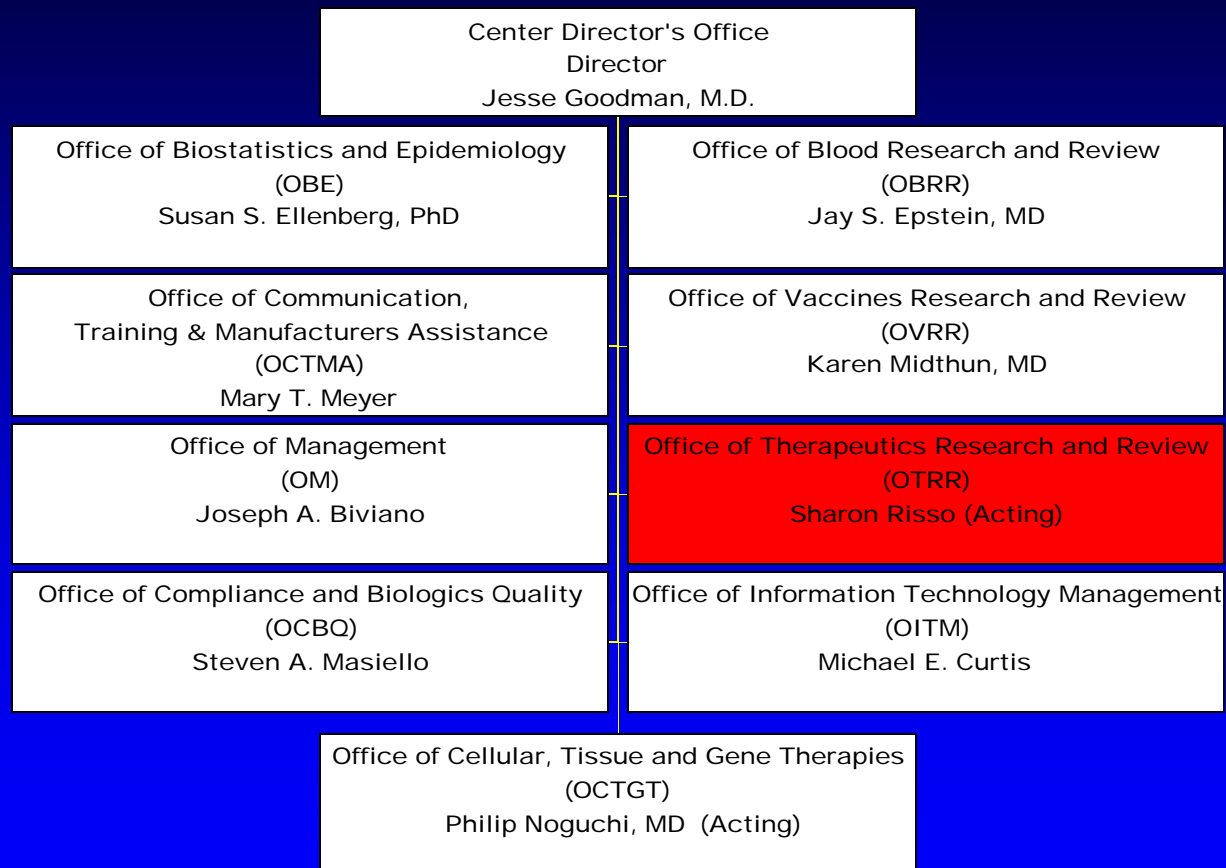 Center Director's Office
Director
Jesse Goodman, M.D.
Office of Biostatistics and Epidemiology
(OBE)
Susan S. Ellenberg, PhD
Office of Blood Research and Review
(OBRR)
Jay S. Epstein, MD
Office of Communication,
Training & Manufacturers Assistance
(OCTMA)
Mary T. Meyer
Office of Vaccines Research and Review
(OVRR)
Karen Midthun, MD
Office of Management
(OM)
Joseph A. Biviano
Office of Therapeutics Research and Review
(OTRR)
Sharon Risso (Acting)
Office of Compliance and Biologics Quality
(OCBQ)
Steven A. Masiello
Office of Information Technology Management
(OITM)
Michael E. Curtis
Office of Cellular, Tissue and Gene Therapies
(OCTGT)
Philip Noguchi, MD (Acting)